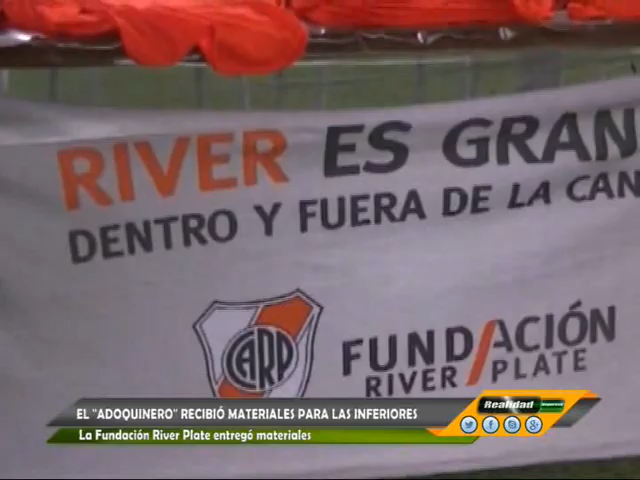 RIVER ES GRAN
DENTRO Y FUERA DE LA CAN
CARP
FUNDACIÓN
RIVER PLATE
EL "ADOQUINERO" RECIBIÓ MATERIALES PARA LAS INFERIORES
Realidad
La Fundación River Plate entregó materiales